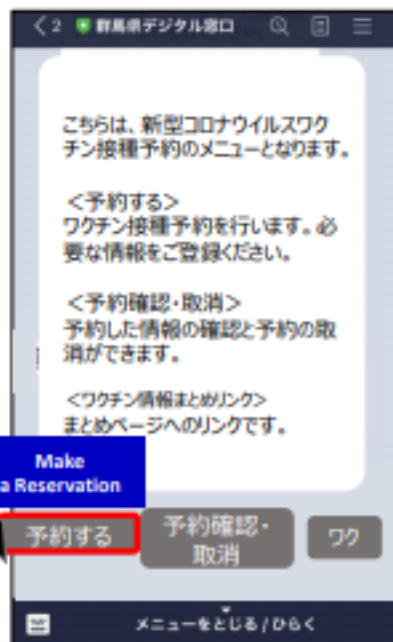 2 群馬県デジタル窓口
こちらは、新型コロナウイルスワク
チン接種予約のメニューとなります。
＜予約する＞
ワクチン接種予約を行います。必
要な情報をご登録ください。
＜予約確認・取消＞
予約した情報の確認と予約の取
消ができます。
＜ワクチン情報まとめリンク＞
まとめページへのリンクです。
Make
a Reservation
予約する
予約確認・
取消
ワク
メニューをとじる/ひらく